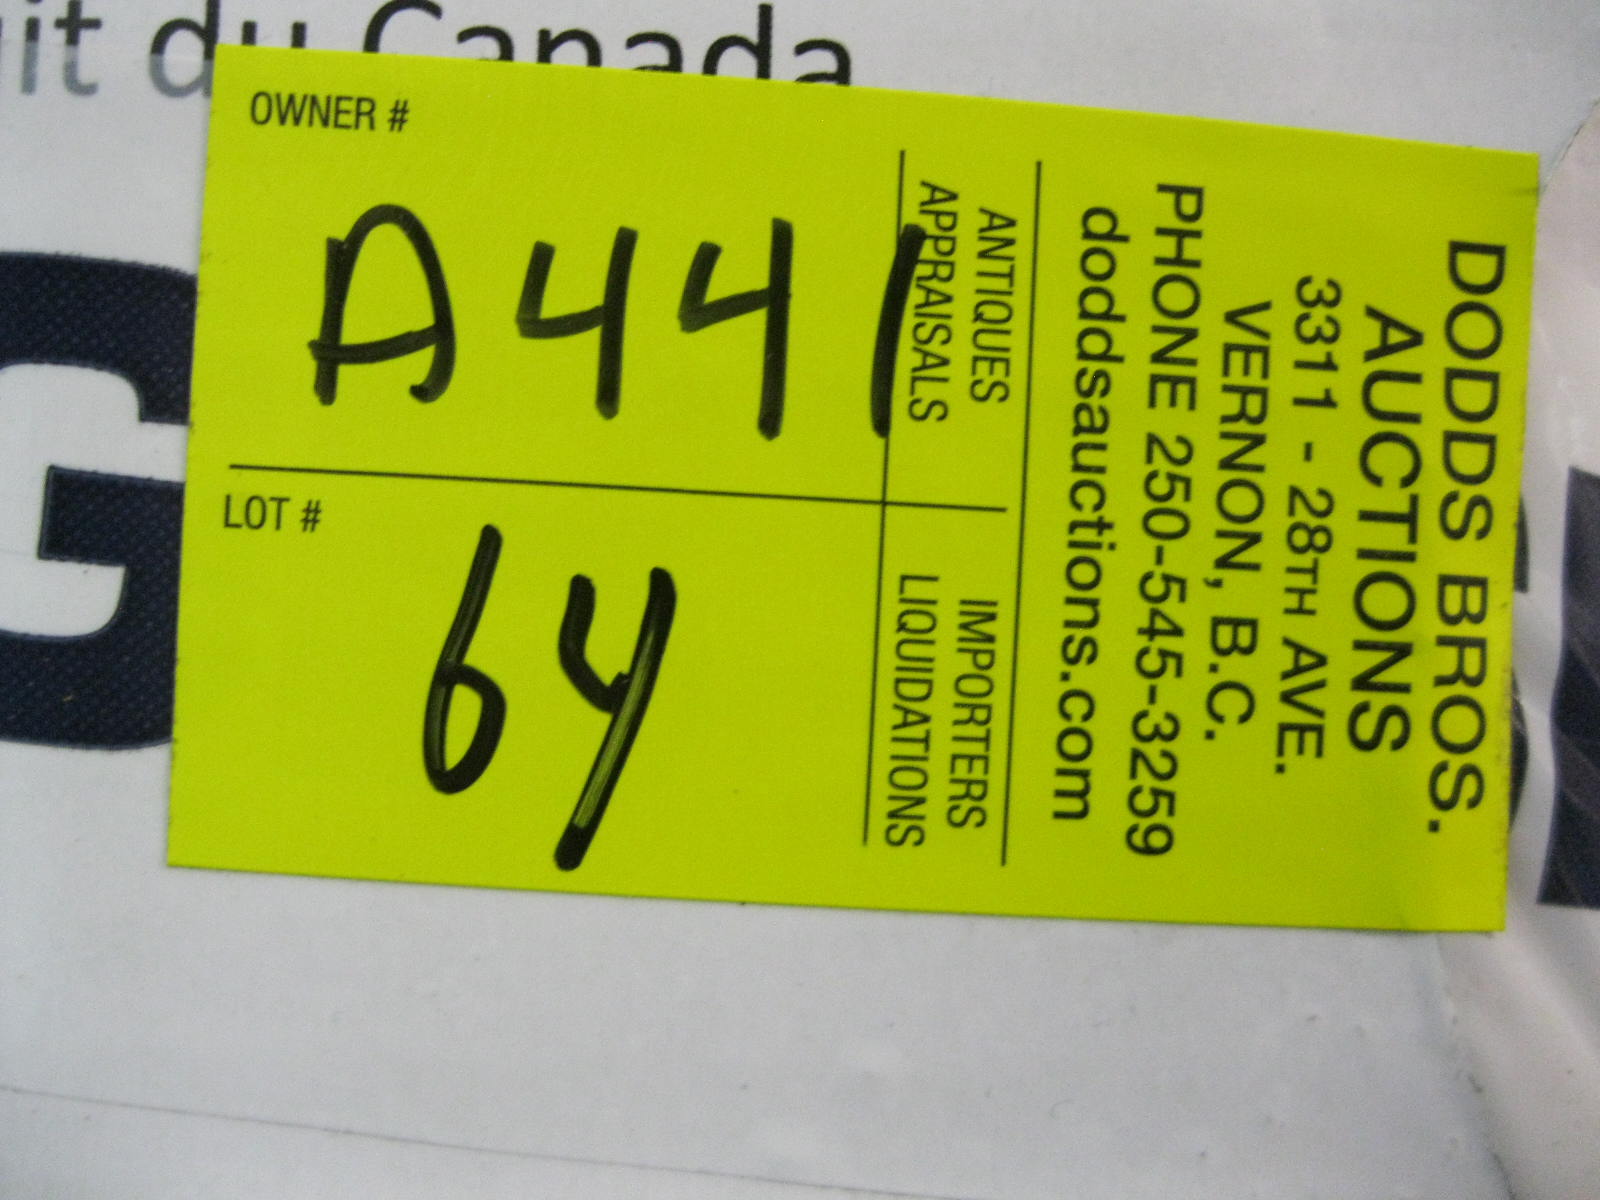 it du Canada
G
OWNER #
A441
LOT #
64
ANTIQUES
APPRAISALS
IMPORTERS
LIQUIDATIONS
DODDS BROS.
AUCTIONS
3311 - 28TH AVE.
VERNON, B.C.
PHONE 250-545-3259
doddsauctions.com